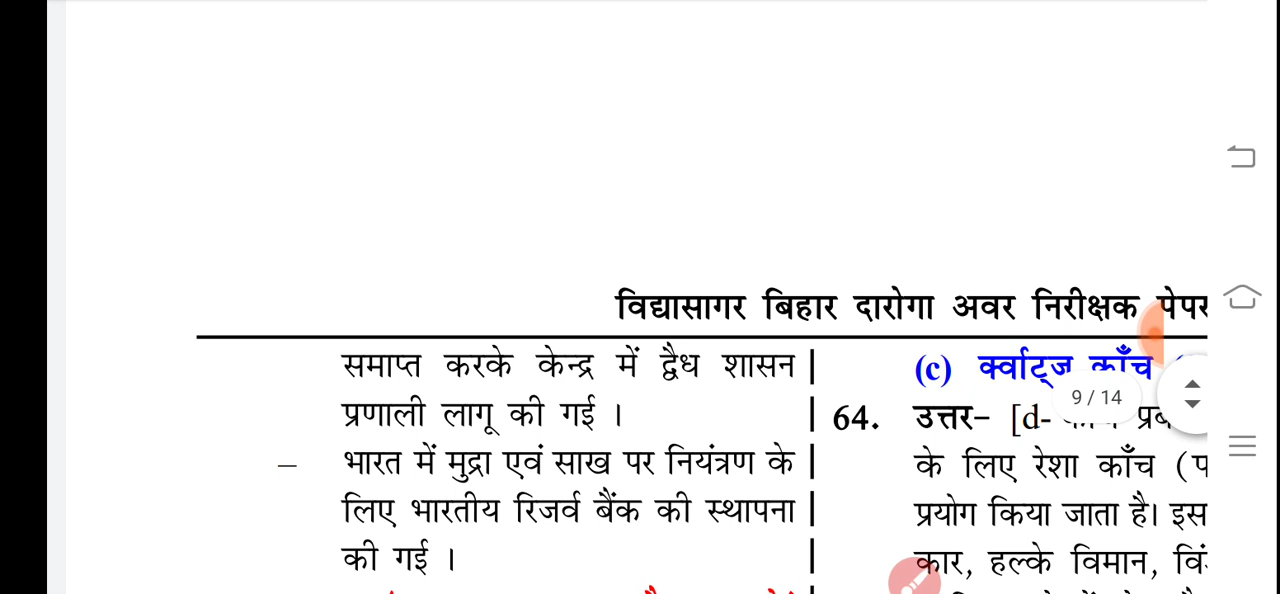 विद्यासागर बिहार दारोगा अवर निरीक्षक पेपर
समाप्त करके केन्द्र में द्वैध शासन
प्रणाली लागू की गई ।
– भारत में मुद्रा एवं साख पर नियंत्रण के
लिए भारतीय रिजर्व बैंक की स्थापना
की गई ।
(c) क्वार्ट्ज काँच
64. उत्तर– [d-
के लिए रेशा काँच
प्रयोग किया जाता है। इस
कार, हल्के विमान,
9 / 14